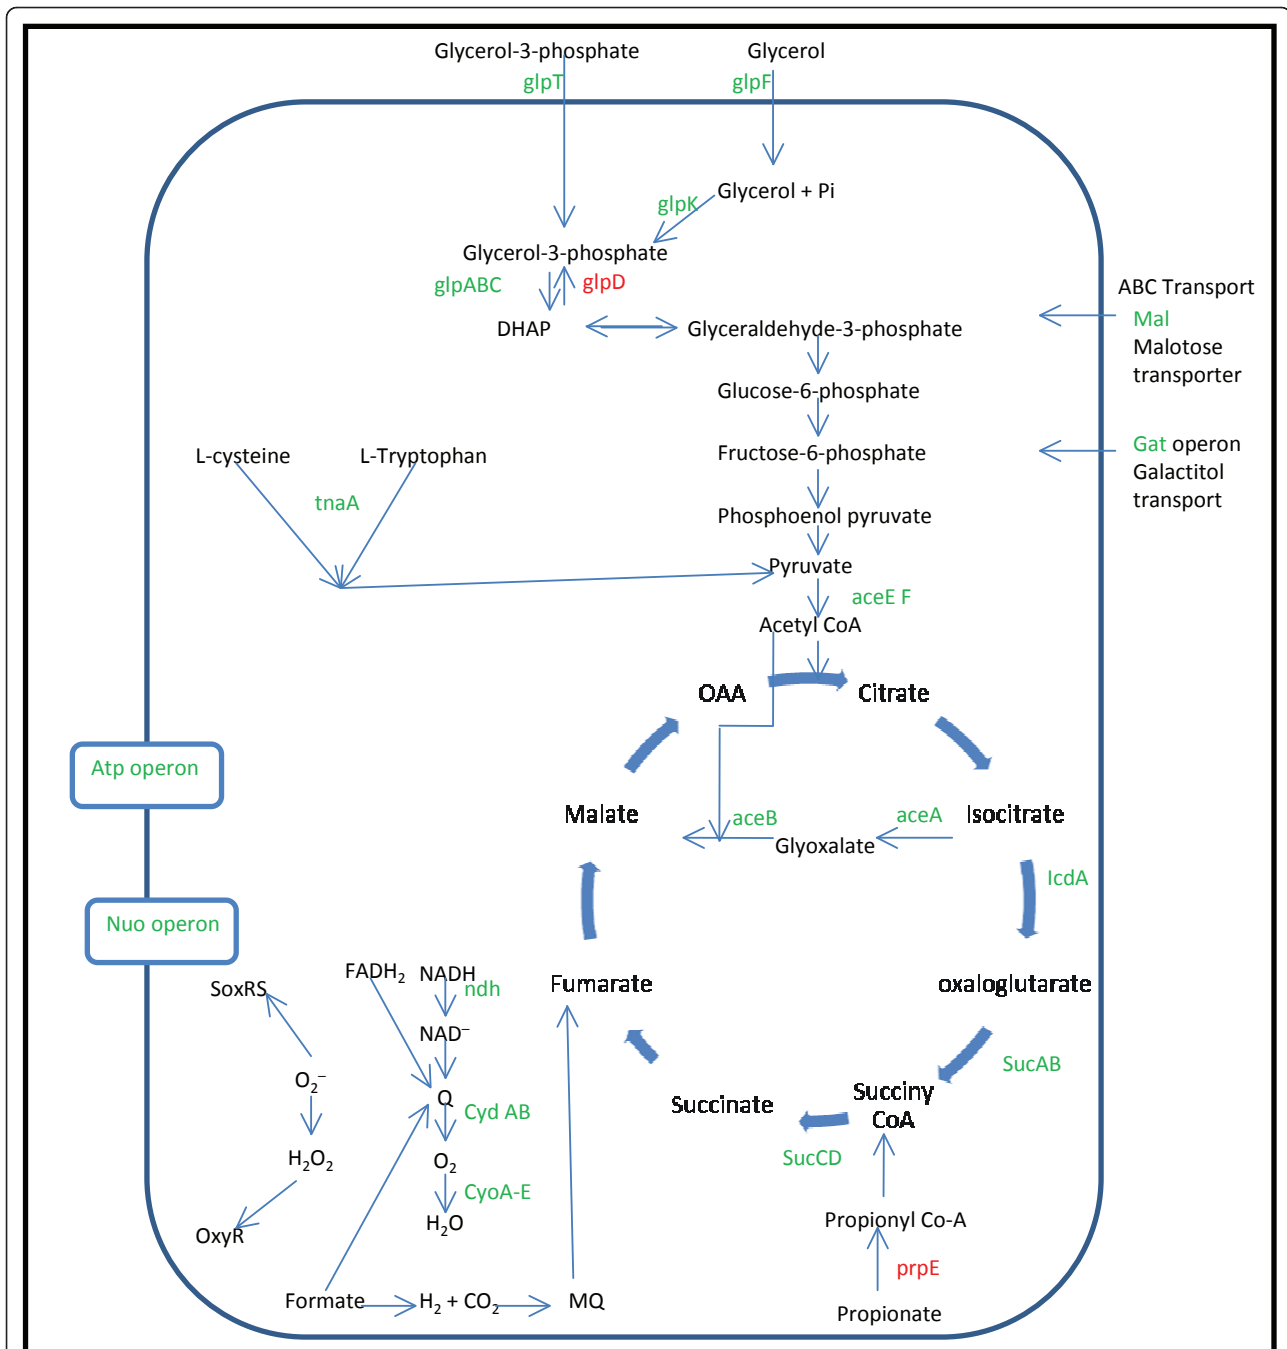 Glycerol-3-phosphate
Glycerol
glpT
glpF
Glycerol + Pi
glpK
Glycerol-3-phosphate
glpABC
glpD
DHAP
Glyceraldehyde-3-phosphate
ABC Transport
Mal
Malotose
transporter
Glucose-6-phosphate
L-cysteine
L-Tryptophan
Fructose-6-phosphate
Gat operon
Galactitol
transport
tnaA
Phosphoenol pyruvate
Pyruvate
aceE F
Acetyl CoA
OAA
Citrate
Atp operon
Malate
aceB
aceA
Isocitrate
Glyoxalate
IcdA
Nuo operon
SoxRS
FADH₂
NADH
ndh
Fumarate
oxaloglutarate
NAD⁻
O₂⁻
Q
Cyd AB
SucAB
Succinate
Succiny
CoA
H₂O₂
O₂
SucCD
CyoA-E
OxyR
H₂O
Propionyl Co-A
prpE
Formate
H₂ + CO₂
MQ
Propionate